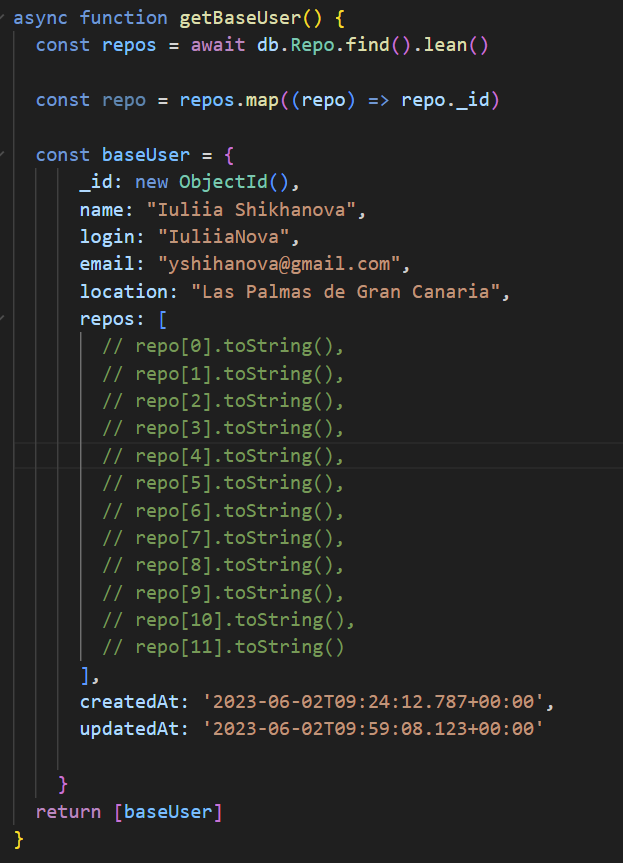 async function getBaseUser() {
const repos = await db.Repo.find().lean()
const repo = repos.map((repo) => repo._id)
const baseUser = {
_id: new ObjectId(),
name: "Iuliia Shikhanova",
login: "IuliiaNova",
email: "yshihanova@gmail.com",
location: "Las Palmas de Gran Canaria",
repos: [
// repo[0].toString(),
// repo[1].toString(),
// repo[2].toString(),
// repo[3].toString(),
// repo[4].toString(),
// repo[5].toString(),
// repo[6].toString(),
// repo[7].toString(),
// repo[8].toString(),
// repo[9].toString(),
// repo[10].toString(),
// repo[11].toString()
],
createdAt: '2023-06-02T09:24:12.787+00:00',
updatedAt: '2023-06-02T09:59:08.123+00:00'
}
return [baseUser]
}